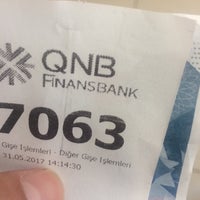 QNB
FINANSBANK
7063
Gişe İşlemleri - Diğer Gişe İşlemleri
31.05.2017 14:14:30